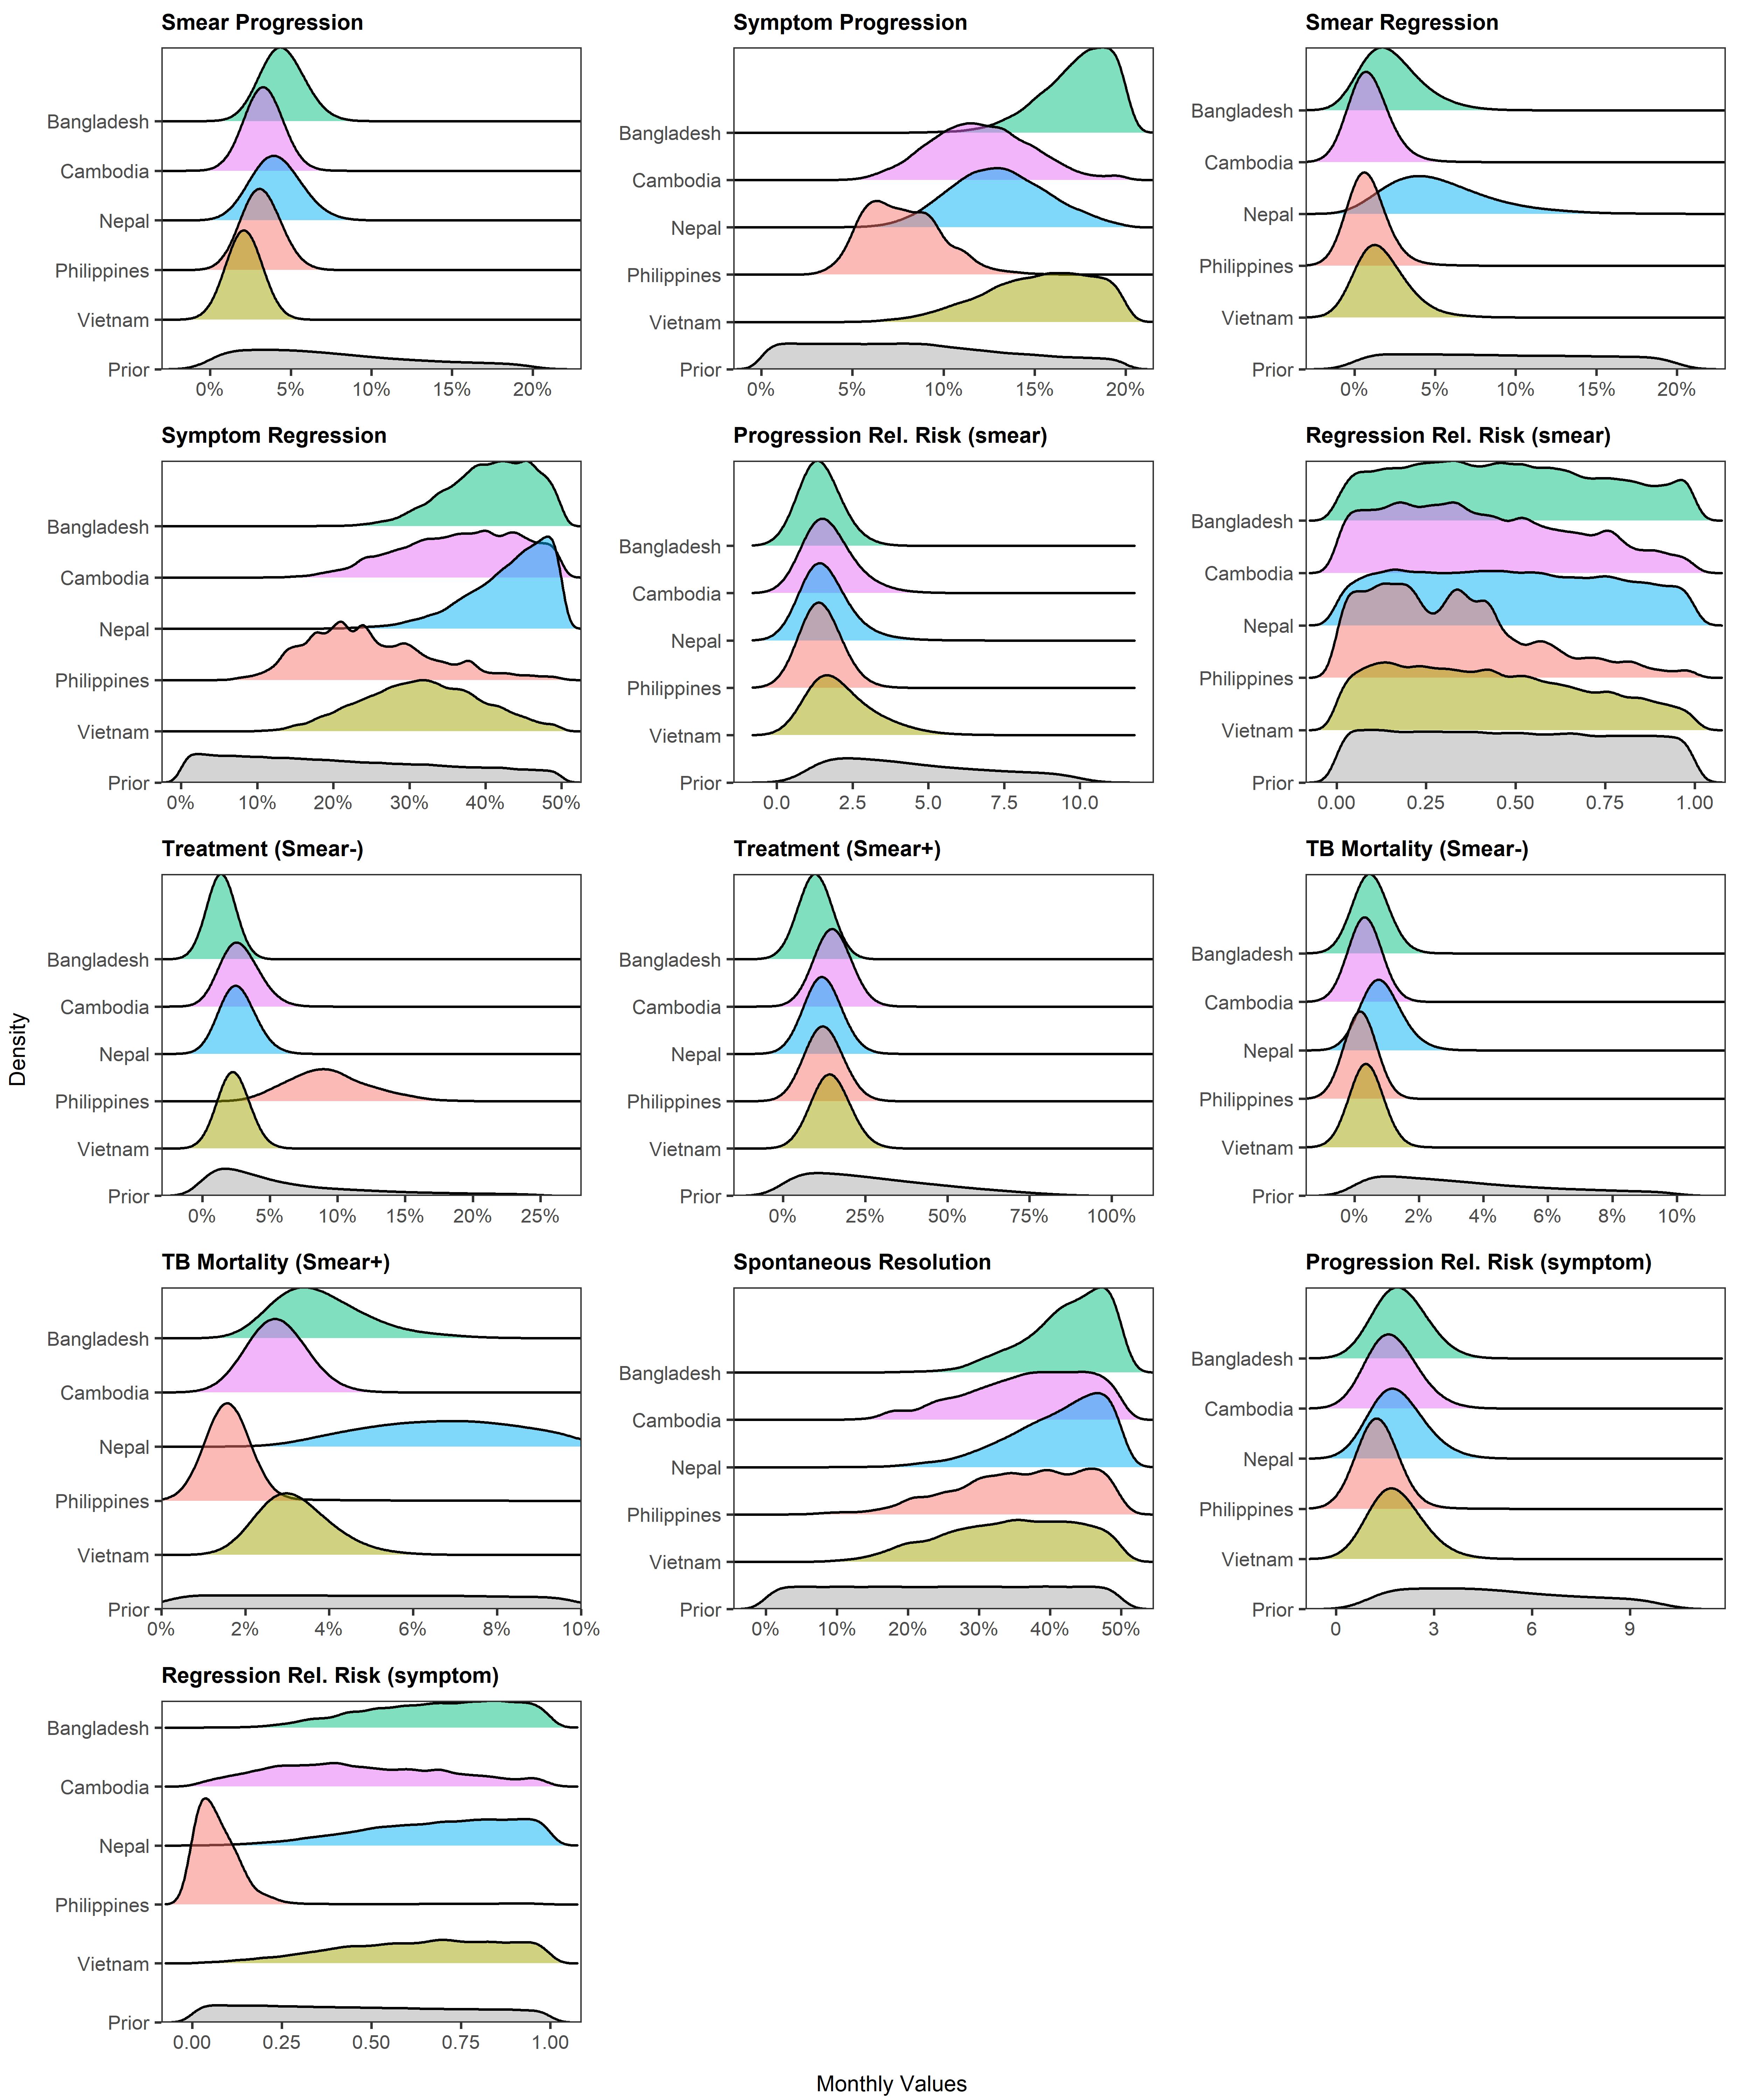 Smear Progression
Symptom Progression
Smear Regression
Bangladesh
Cambodia
Nepal
Philippines
Vietnam
Prior
0% 5% 10% 15% 20%
Bangladesh
Cambodia
Nepal
Philippines
Vietnam
Prior
0% 5% 10% 15% 20%
Bangladesh
Cambodia
Nepal
Philippines
Vietnam
Prior
0% 5% 10% 15% 20%
Symptom Regression
Progression Rel. Risk (smear)
Regression Rel. Risk (smear)
Bangladesh
Cambodia
Nepal
Philippines
Vietnam
Prior
0% 10% 20% 30% 40% 50%
Bangladesh
Cambodia
Nepal
Philippines
Vietnam
Prior
0.0 2.5 5.0 7.5 10.0
Bangladesh
Cambodia
Nepal
Philippines
Vietnam
Prior
0.00 0.25 0.50 0.75 1.00
Treatment (Smear-)
Treatment (Smear+)
TB Mortality (Smear-)
Bangladesh
Cambodia
Nepal
Philippines
Vietnam
Prior
0% 5% 10% 15% 20% 25%
Bangladesh
Cambodia
Nepal
Philippines
Vietnam
Prior
0% 25% 50% 75% 100%
Bangladesh
Cambodia
Nepal
Philippines
Vietnam
Prior
0% 2% 4% 6% 8% 10%
TB Mortality (Smear+)
Spontaneous Resolution
Progression Rel. Risk (symptom)
Bangladesh
Cambodia
Nepal
Philippines
Vietnam
Prior
0% 2% 4% 6% 8% 10%
Bangladesh
Cambodia
Nepal
Philippines
Vietnam
Prior
0% 10% 20% 30% 40% 50%
Bangladesh
Cambodia
Nepal
Philippines
Vietnam
Prior
0 3 6 9
Regression Rel. Risk (symptom)
Bangladesh
Cambodia
Nepal
Philippines
Vietnam
Prior
0.00 0.25 0.50 0.75 1.00
Density
Monthly Values